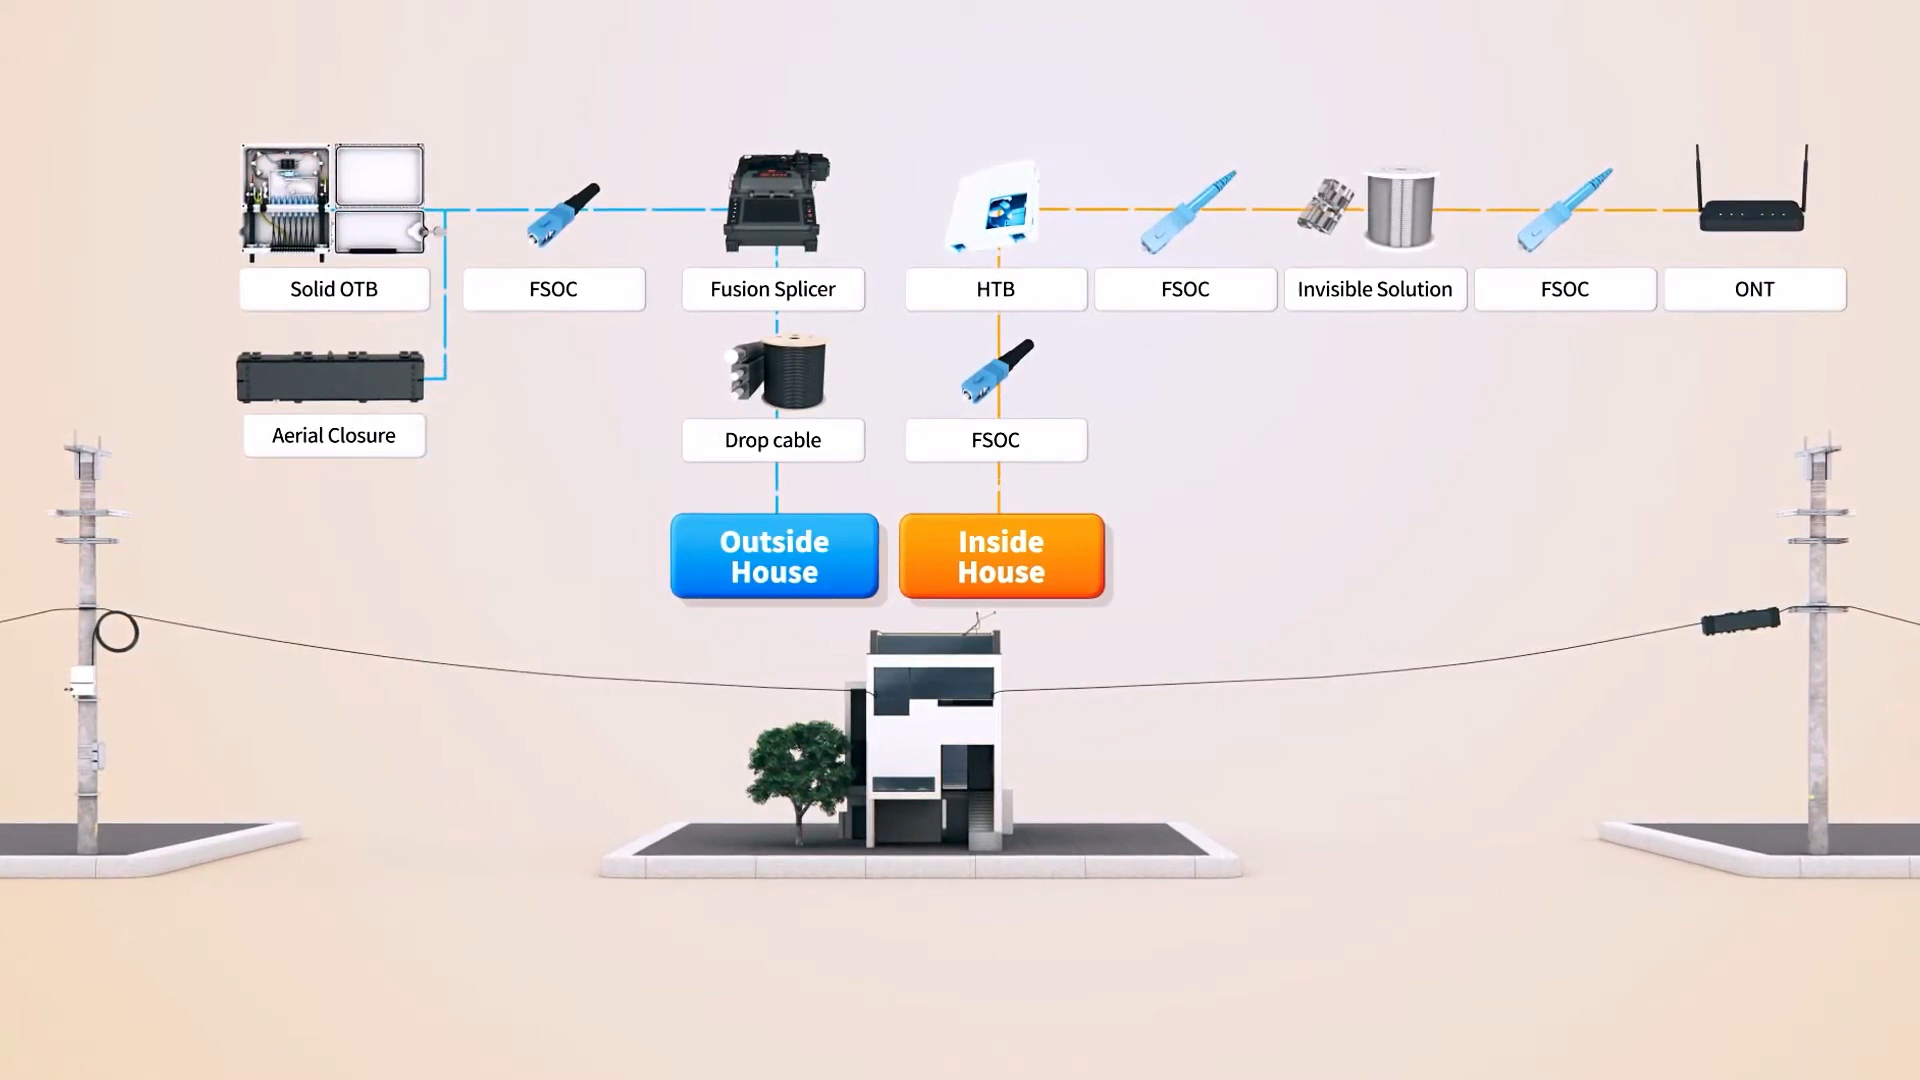 Solid OTB
FSOC
Fusion Splicer
HTB
FSOC
Invisible Solution
FSOC
ONT
Aerial Closure
Drop cable
FSOC
Outside
House
Inside
House